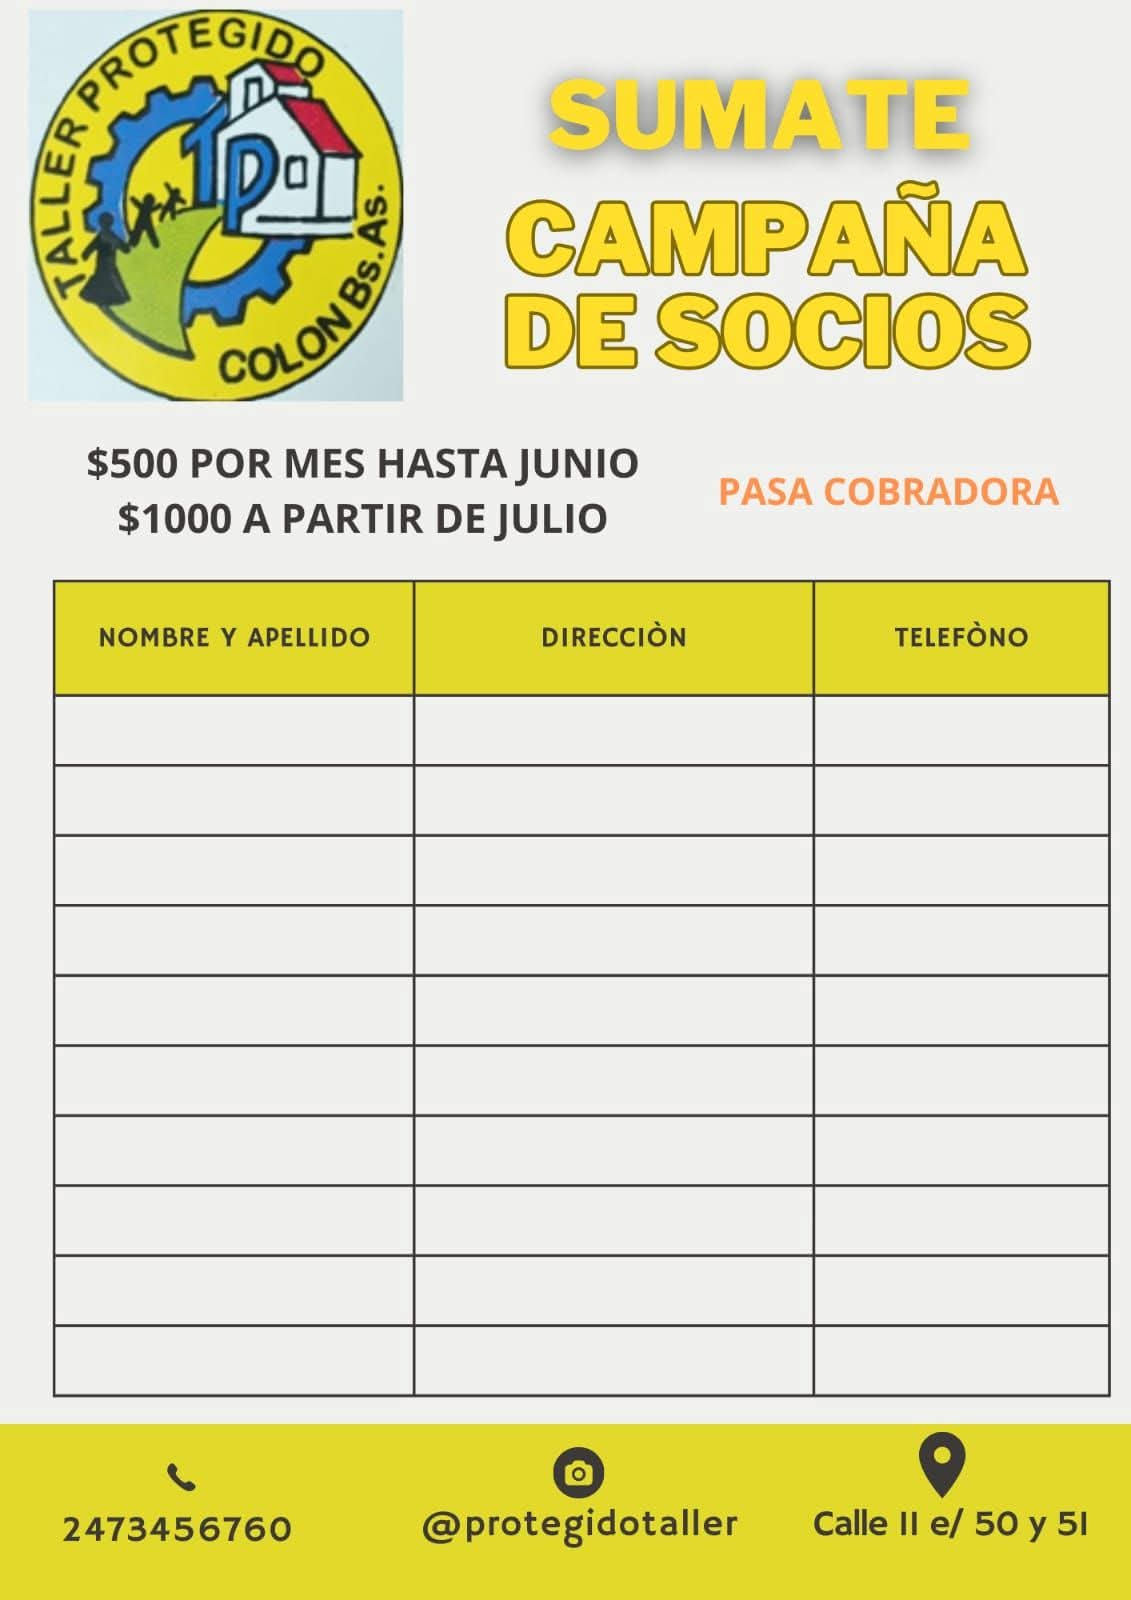 TALLER PROTEGIDO
TP
COLON Bs. As.
SUMATE
CAMPAÑA
DE SOCIOS
$500 POR MES HASTA JUNIO
$1000 A PARTIR DE JULIO
PASA COBRADORA
NOMBRE Y APELLIDO DIRECCIÒN TELEFÒNO
2473456760 @protegidotaller Calle 11 e/ 50 y 51